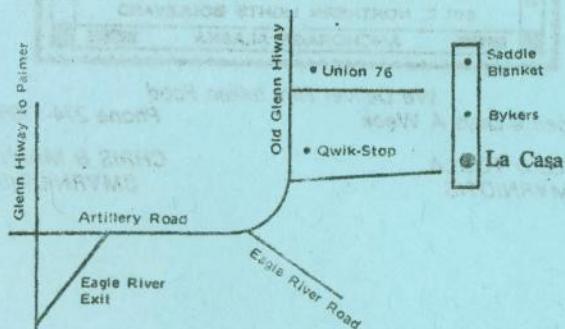 Glenn Hiway to Palmer
Old Glenn Hiway
Union 76
Qwik-Stop
Saddle
Blanket
Bykers
La Casa
Artillery Road
Eagle River
Exit
Eagle River Road